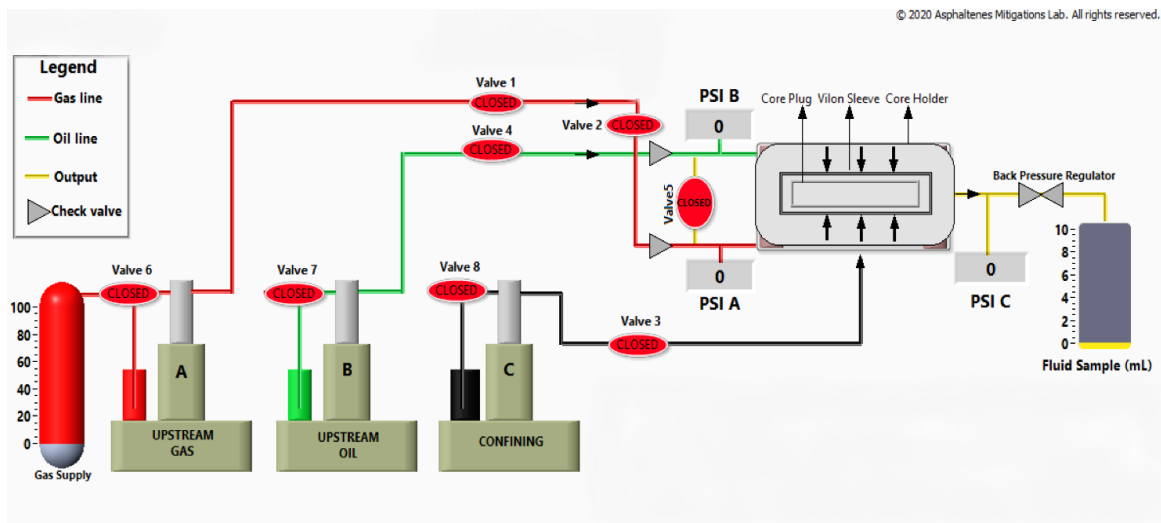 © 2020 Asphaltenes Mitigations Lab. All rights reserved.
Legend
Gas line
Oil line
Output
Check valve
Valve 1
CLOSED
Valve 4
CLOSED
Valve 2
CLOSED
PSI B
0
Core Plug
Vilon Sleeve
Core Holder
Valve5
CLOSED
Back Pressure Regulator
0
PSI A
0
PSI C
10
8
6
4
2
0
Fluid Sample (mL)
Valve 6
CLOSED
Valve 7
CLOSED
Valve 8
CLOSED
Valve 3
CLOSED
100
80
60
40
20
0
Gas Supply
A
UPSTREAM
GAS
B
UPSTREAM
OIL
C
CONFINING